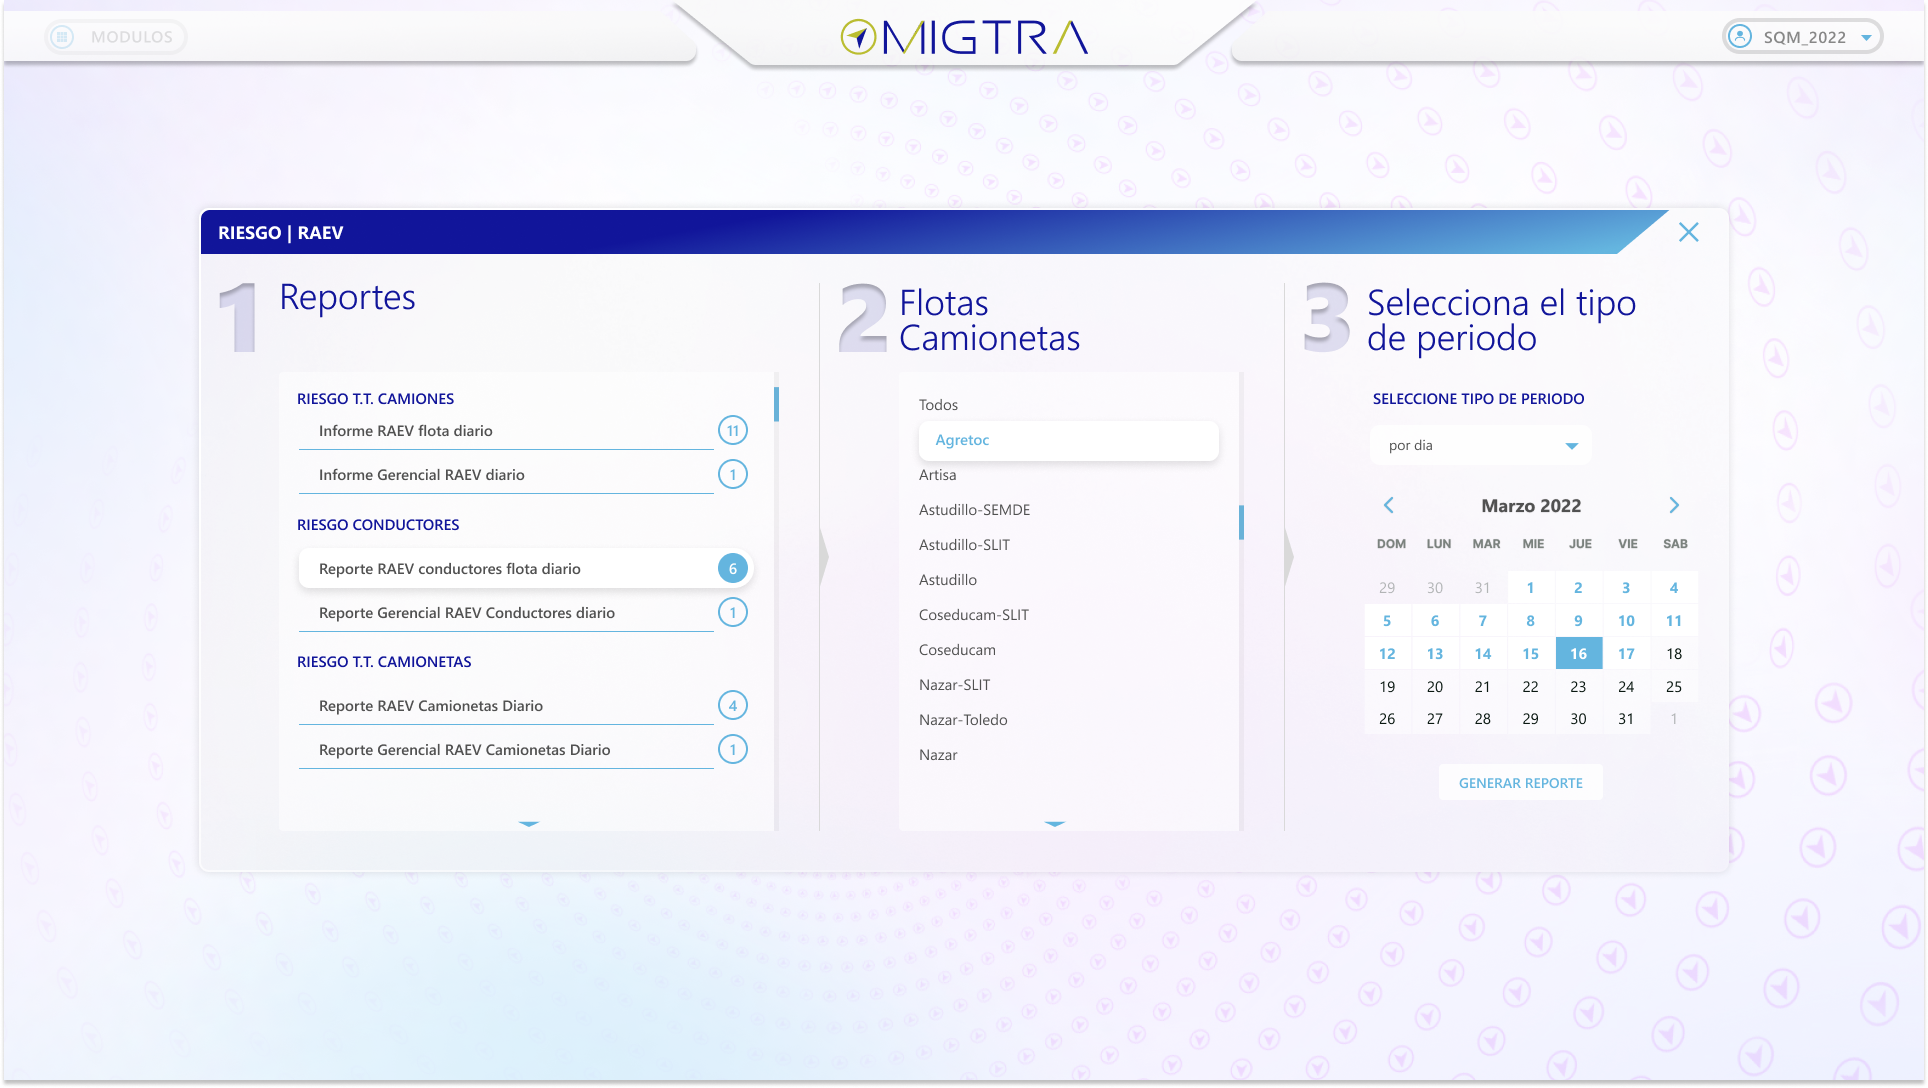 MODULOS
MIGTRA
SQM_2022
RIESGO | RAEV
1
Reportes
RIESGO T.T. CAMIONES
Informe RAEV flota diario 11
Informe Gerencial RAEV diario 1
RIESGO CONDUCTORES
Reporte RAEV conductores flota diario 6
Reporte Gerencial RAEV Conductores diario 1
RIESGO T.T. CAMIONETAS
Reporte RAEV Camionetas Diario 4
Reporte Gerencial RAEV Camionetas Diario 1
2
Flotas
Camionetas
Todos
Agretoc
Artisa
Astudillo-SEMDE
Astudillo-SLIT
Astudillo
Coseducam-SLIT
Coseducam
Nazar-SLIT
Nazar-Toledo
Nazar
3
Selecciona el tipo
de periodo
SELECCIONE TIPO DE PERIODO
por dia
Marzo 2022
DOM LUN MAR MIE JUE VIE SAB
29 30 31 1 2 3 4
5 6 7 8 9 10 11
12 13 14 15 16 17 18
19 20 21 22 23 24 25
26 27 28 29 30 31 1
GENERAR REPORTE